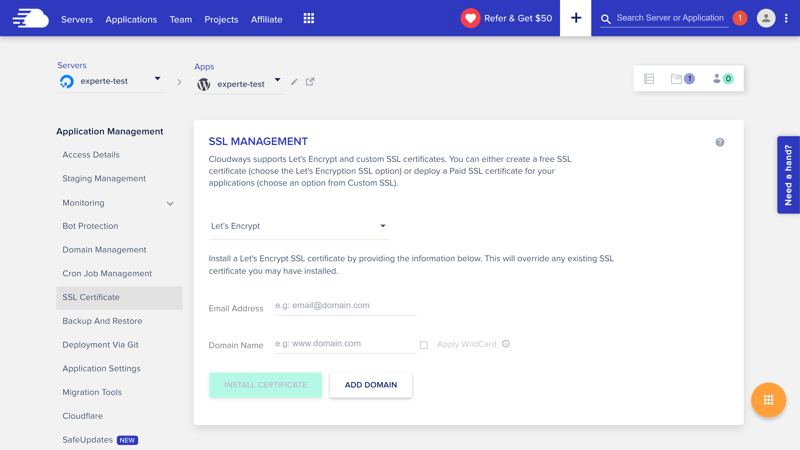 Servers Applications Team Projects Affiliate Refer & Get $50 + Search Server or Application 1
Servers
experte-test
Apps
experte-test
1 0
Application Management
Access Details
Staging Management
Monitoring
Bot Protection
Domain Management
Cron Job Management
SSL Certificate
Backup And Restore
Deployment Via Git
Application Settings
Migration Tools
Cloudflare
SafeUpdates NEW
SSL MANAGEMENT
Cloudways supports Let's Encrypt and custom SSL certificates. You can either create a free SSL
certificate (choose the Let's Encryption SSL option) or deploy a Paid SSL certificate for your
applications (choose an option from Custom SSL).
Let's Encrypt
Install a Let's Encrypt SSL certificate by providing the information below. This will override any existing SSL
certificate you may have installed.
Email Address e.g: email@domain.com
Domain Name e.g: www.domain.com Apply WildCard
INSTALL CERTIFICATE ADD DOMAIN
Need a hand?